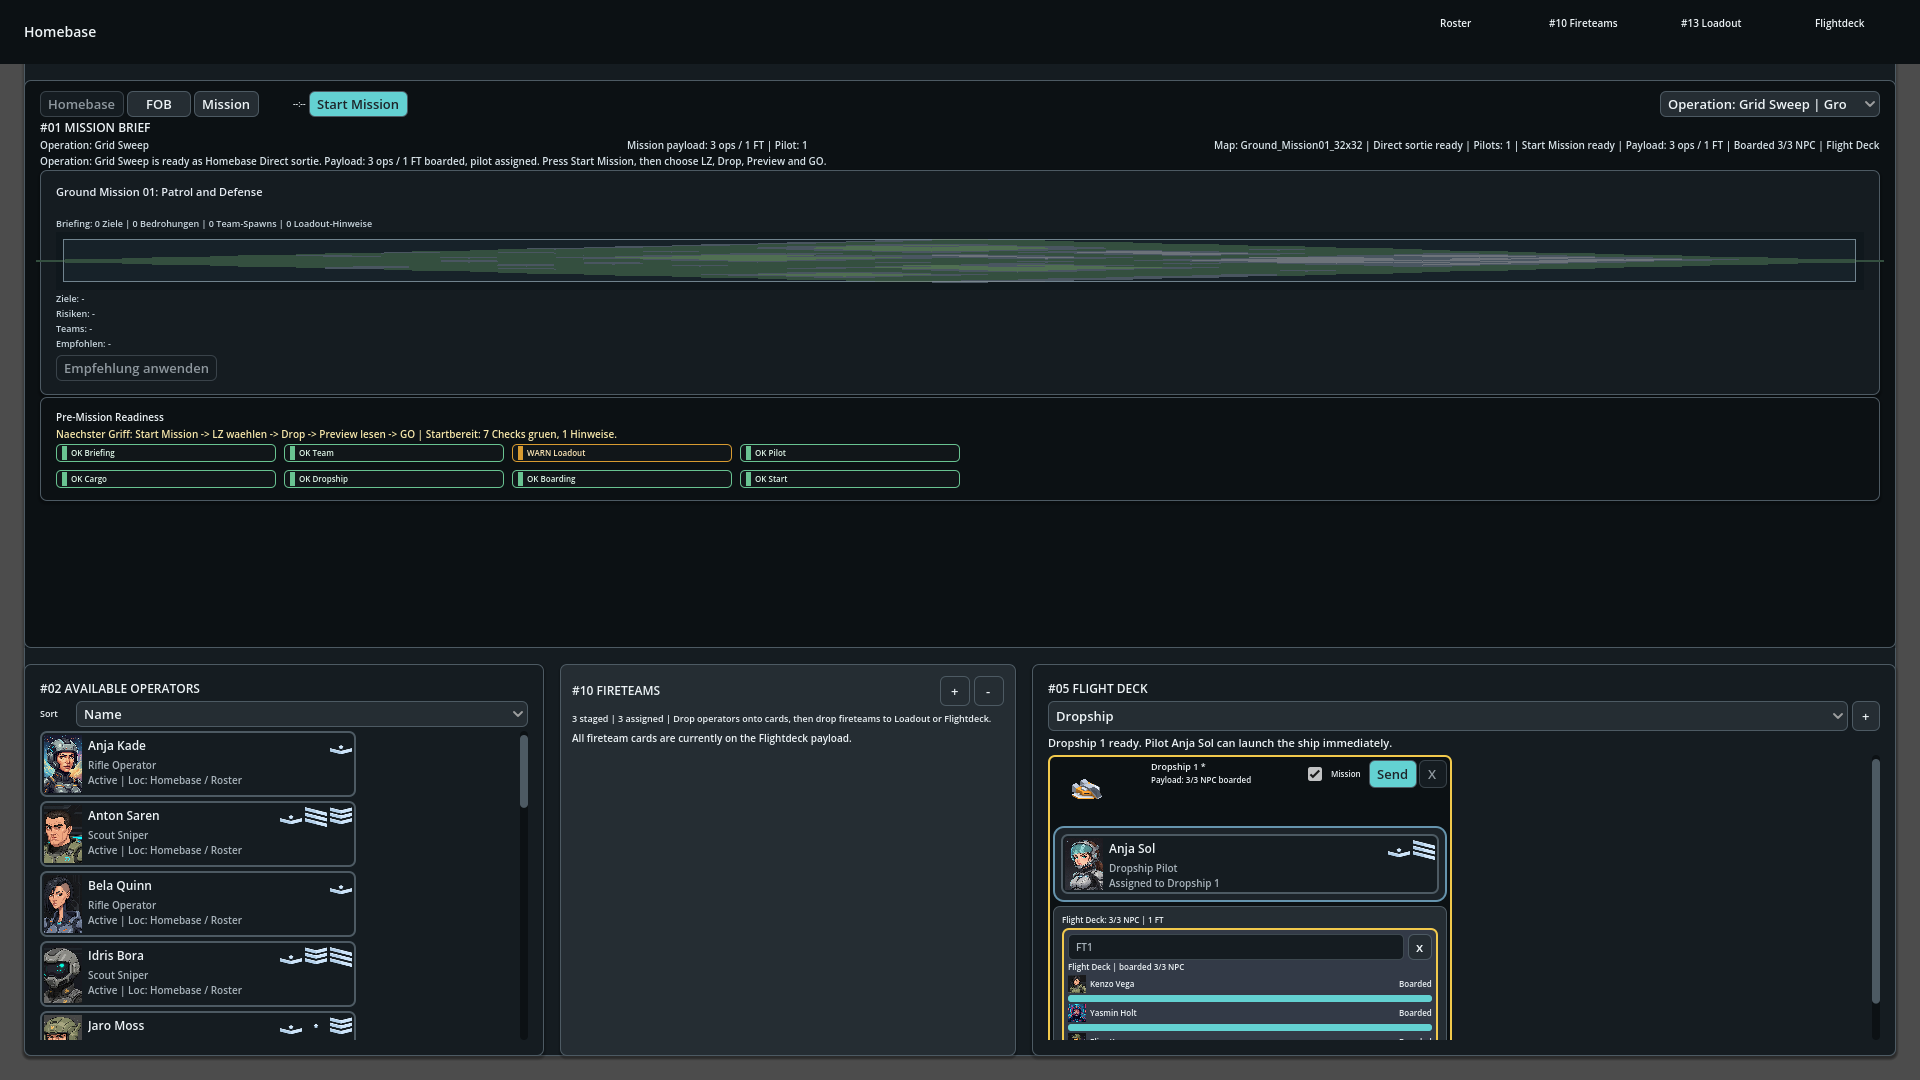 Homebase
Roster
#10 Fireteams
#13 Loadout
Flightdeck
Homebase
FOB
Mission
--:--
Start Mission
Operation: Grid Sweep | Gro
#01 MISSION BRIEF
Operation: Grid Sweep
Mission payload: 3 ops / 1 FT | Pilot: 1
Map: Ground_Mission01_32x32 | Direct sortie ready | Pilots: 1 | Start Mission ready | Payload: 3 ops / 1 FT | Boarded 3/3 NPC | Flight Deck
Operation: Grid Sweep is ready as Homebase Direct sortie. Payload: 3 ops / 1 FT boarded, pilot assigned. Press Start Mission, then choose LZ, Drop, Preview and GO.
Ground Mission 01: Patrol and Defense
Briefing: 0 Ziele | 0 Bedrohungen | 0 Team-Spawns | 0 Loadout-Hinweise
Ziele: -
Risiken: -
Teams: -
Empfohlen: -
Empfehlung anwenden
Pre-Mission Readiness
Naechster Griff: Start Mission -> LZ waehlen -> Drop -> Preview lesen -> GO | Startbereit: 7 Checks gruen, 1 Hinweise.
OK Briefing
OK Team
WARN Loadout
OK Pilot
OK Cargo
OK Dropship
OK Boarding
OK Start
#02 AVAILABLE OPERATORS
Sort
Name
Anja Kade
Rifle Operator
Active | Loc: Homebase / Roster
Anton Saren
Scout Sniper
Active | Loc: Homebase / Roster
Bela Quinn
Rifle Operator
Active | Loc: Homebase / Roster
Idris Bora
Scout Sniper
Active | Loc: Homebase / Roster
Jaro Moss
#10 FIRETEAMS
+
-
3 staged | 3 assigned | Drop operators onto cards, then drop fireteams to Loadout or Flightdeck.
All fireteam cards are currently on the Flightdeck payload.
#05 FLIGHT DECK
Dropship
+
Dropship 1 ready. Pilot Anja Sol can launch the ship immediately.
Dropship 1 *
Payload: 3/3 NPC boarded
Mission
Send
X
Anja Sol
Dropship Pilot
Assigned to Dropship 1
Flight Deck: 3/3 NPC | 1 FT
FT1
x
Flight Deck | boarded 3/3 NPC
Kenzo Vega
Boarded
Yasmin Holt
Boarded